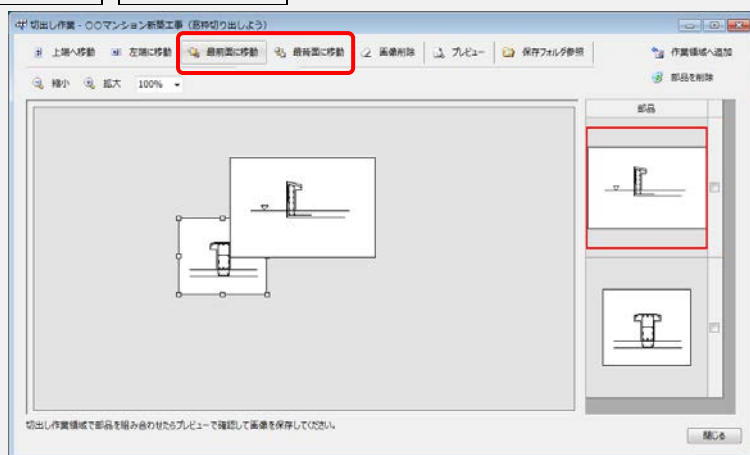 切出し作業 - 〇〇マンション新築工事 (窓枠切り出しよう)
上端へ移動 左端に移動 最前面に移動 最背面に移動 画像削除 プレビュー 保存フォルダ参照 作業領域へ追加
縮小 拡大 100% 部品を削除
部品
切出し作業領域で部品を組み合わせたらプレビューで確認して画像を保存してください。
閉じる